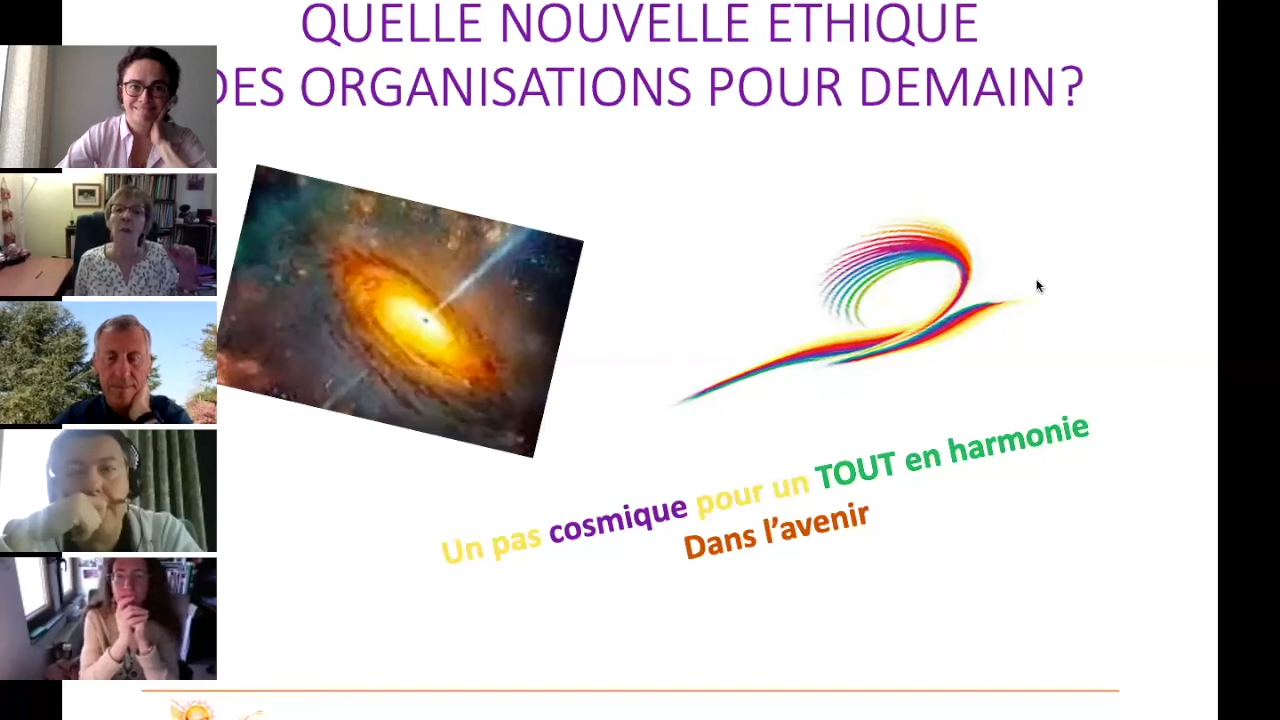 QUELLE NOUVELLE ETHIQUE
DES ORGANISATIONS POUR DEMAIN?
Un pas cosmique pour un TOUT en harmonie
Dans l'avenir